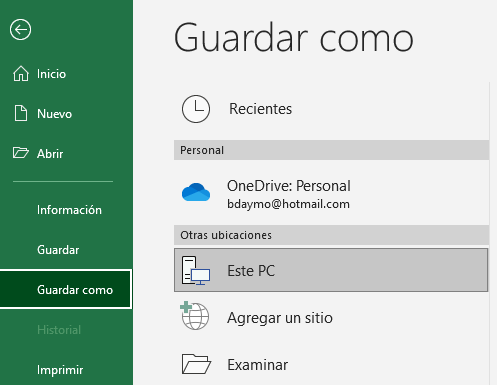 Guardar como
Inicio
Nuevo
Abrir
Información
Guardar
Guardar como
Historial
Imprimir
Recientes
Personal
OneDrive: Personal
bdaymo@hotmail.com
Otras ubicaciones
Este PC
Agregar un sitio
Examinar